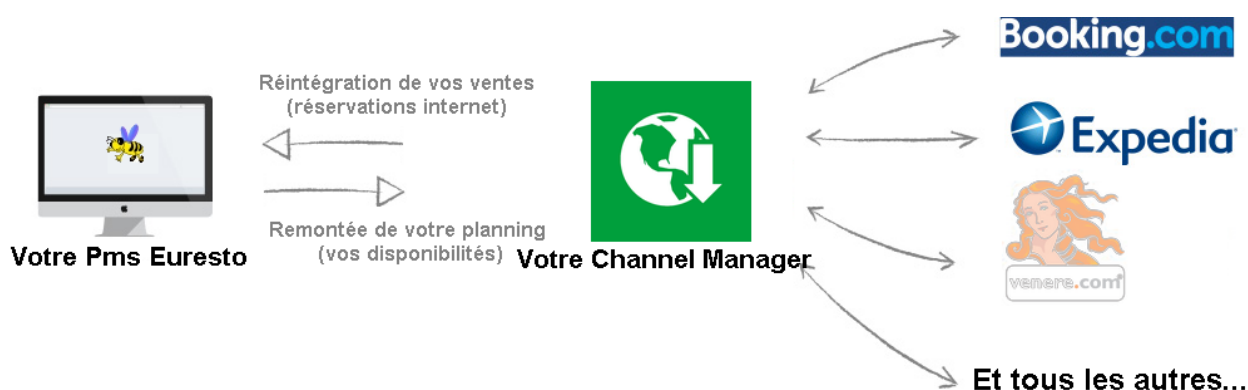 Booking.com
Réintégration de vos ventes
(réservations internet)
Expedia
Remontée de votre planning
(vos disponibilités)
Votre Pms Euresto
Votre Channel Manager
venere.com
Et tous les autres...